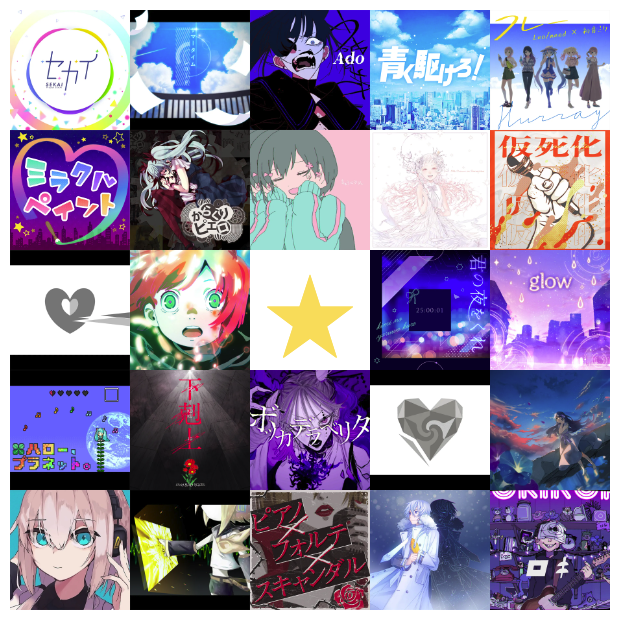 セカイ
SEKAI
Ado
青く駆けろ!
フレー
Hurray
ミラクル
ペイント
からくり
ピエロ
仮死化
君の夜をくれ
25:00:01
glow
ハロー、
プラネット。
下剋上
ボッカデラベリタ
ピアノ
×
フォルテ
×
スキャンダル
ロキ